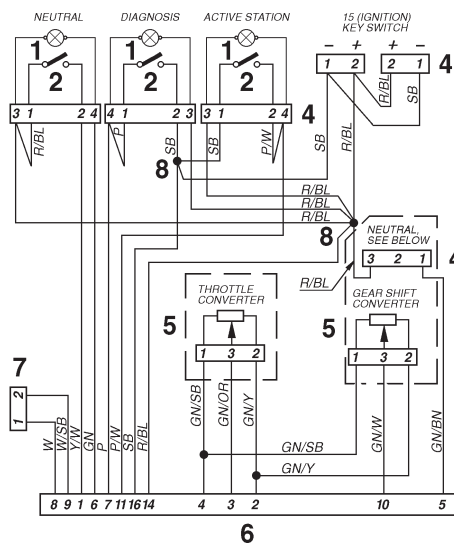 NEUTRAL DIAGNOSIS ACTIVE STATION 15 (IGNITION)
KEY SWITCH
1 1 1 − + + −
2 2 2 1 2 2 1 4
3 1 2 4 4 1 2 3 3 1 2 4 4
R/BL P SB SB P/W SB R/BL R/BL SB
8
R/BL
R/BL
R/BL
8 NEUTRAL,
SEE BELOW
3 2 1 4
R/BL
THROTTLE
CONVERTER
GEAR SHIFT
CONVERTER
5 5
1 3 2 1 3 2
7
2
1
W W/SB Y/W GN P P/W SB R/BL GN/SB GN/OR GN/Y GN/W GN/BN
GN/SB
GN/Y
8 9 1 6 7 11 16 14 4 3 2 10 5
6